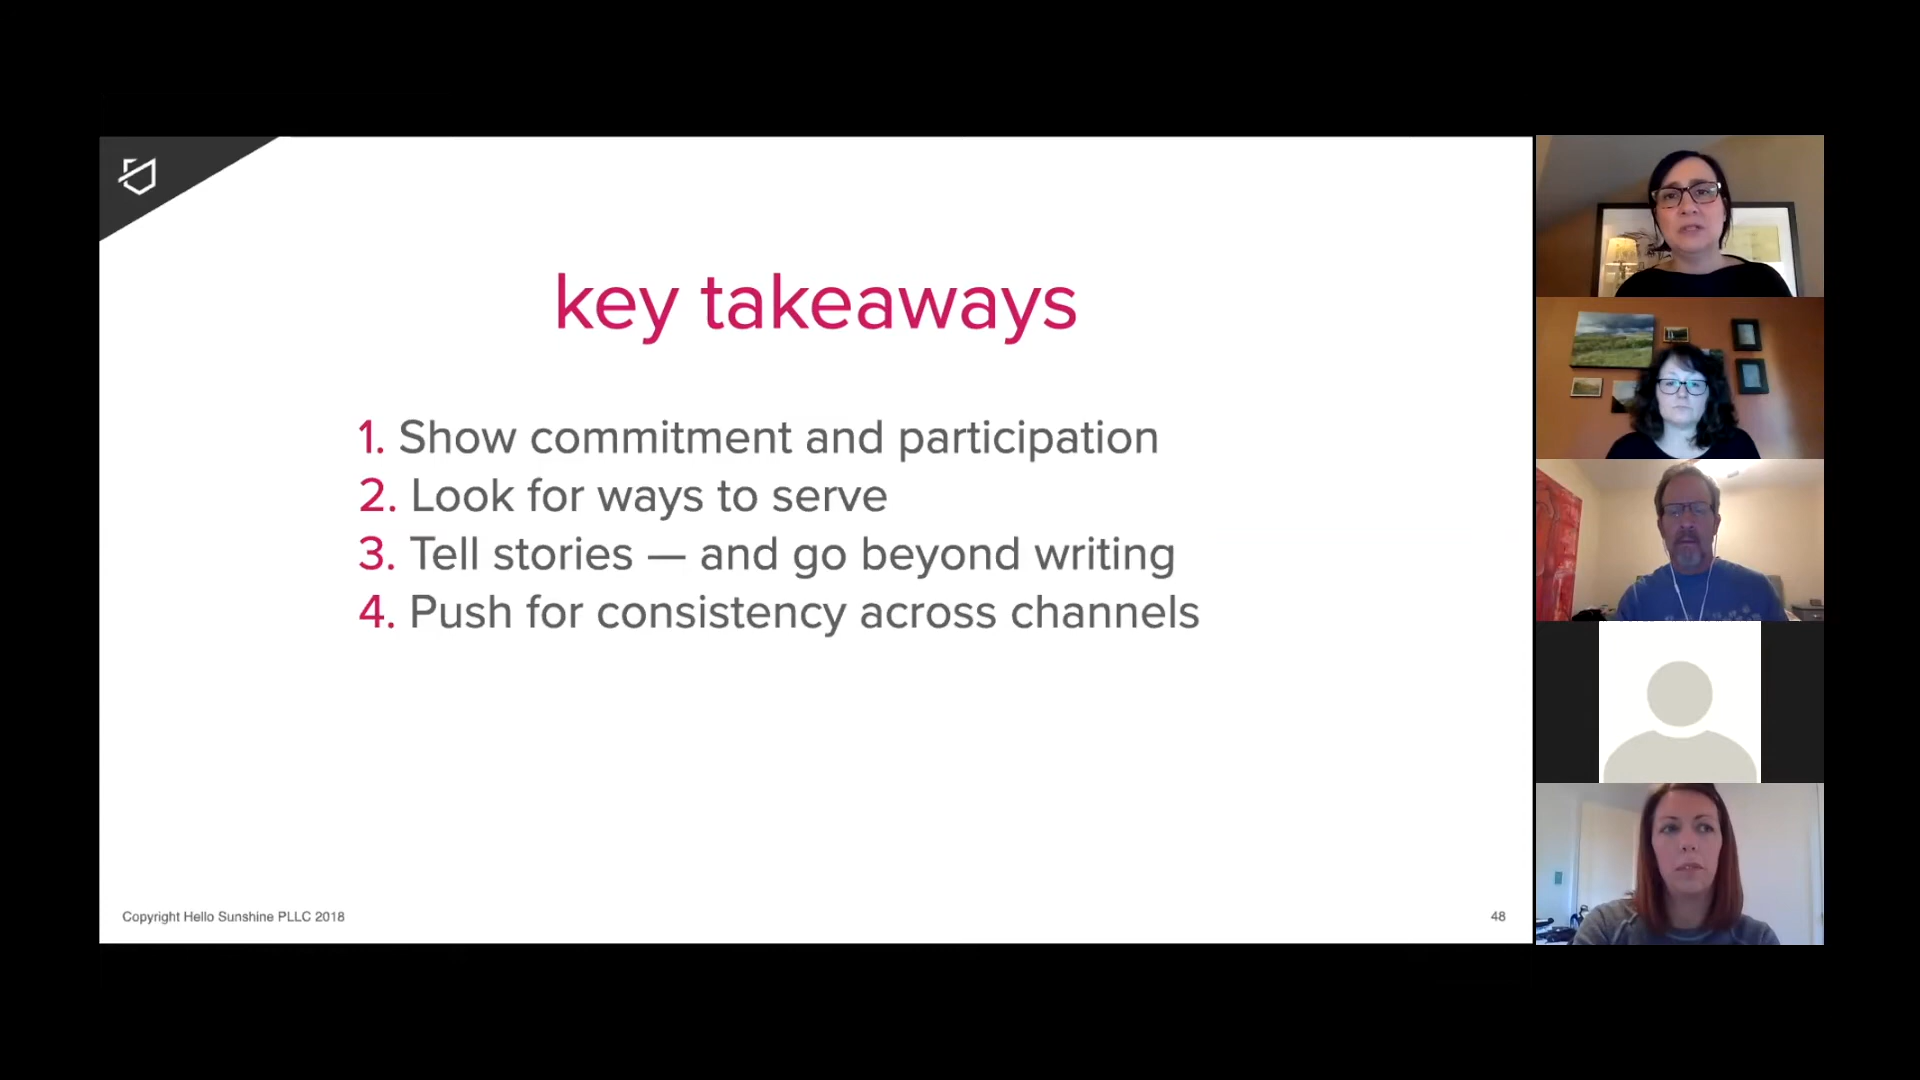 key takeaways
1. Show commitment and participation
2. Look for ways to serve
3. Tell stories — and go beyond writing
4. Push for consistency across channels
Copyright Hello Sunshine PLLC 2018
48